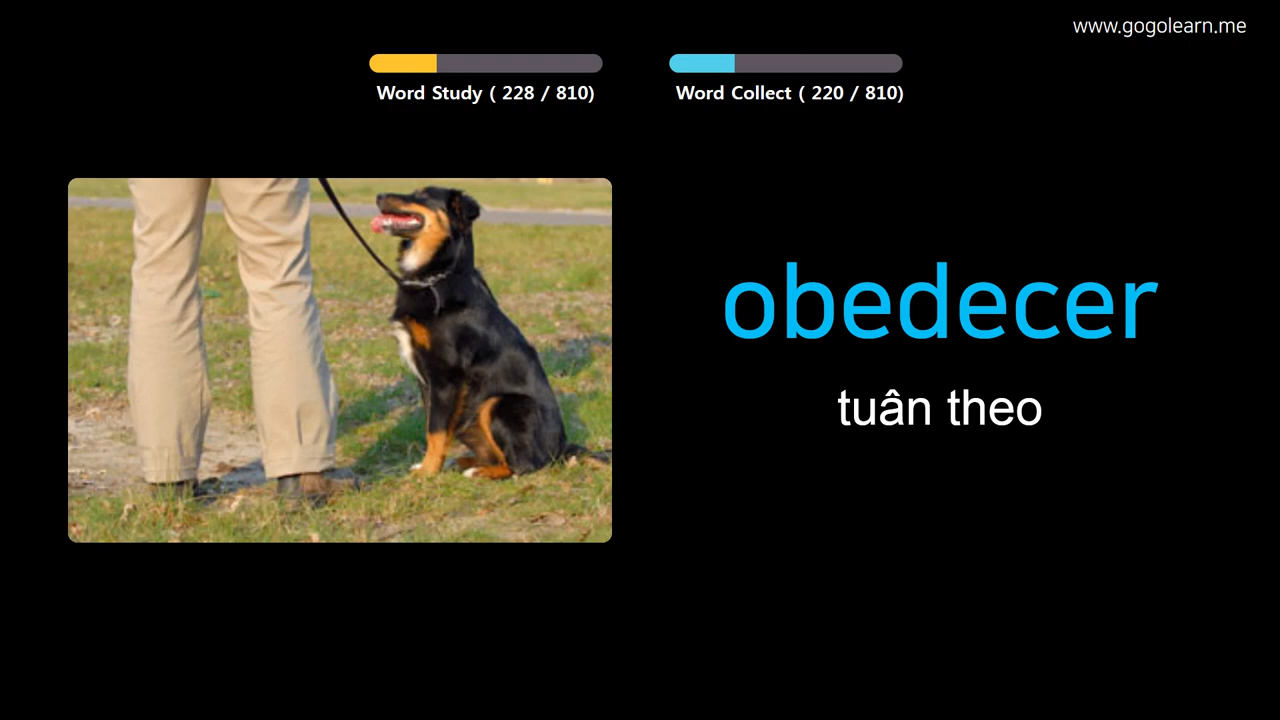 www.gogolearn.me
Word Study ( 228 / 810)
Word Collect ( 220 / 810)
obedecer
tuân theo